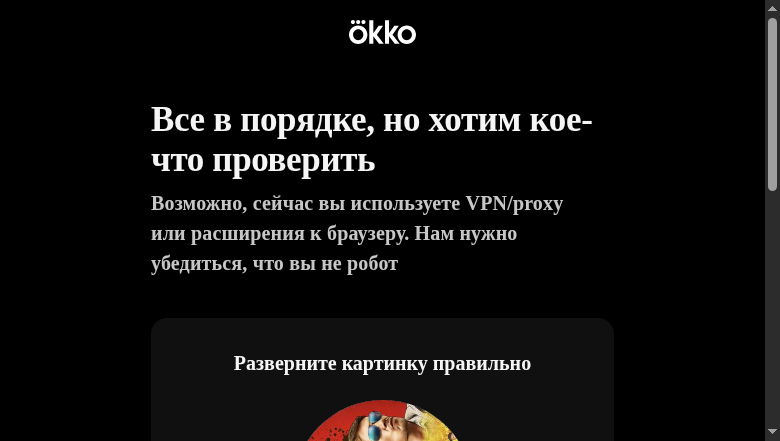 ökko
Все в порядке, но хотим кое-
что проверить
Возможно, сейчас вы используете VPN/proxy
или расширения к браузеру. Нам нужно
убедиться, что вы не робот
Разверните картинку правильно